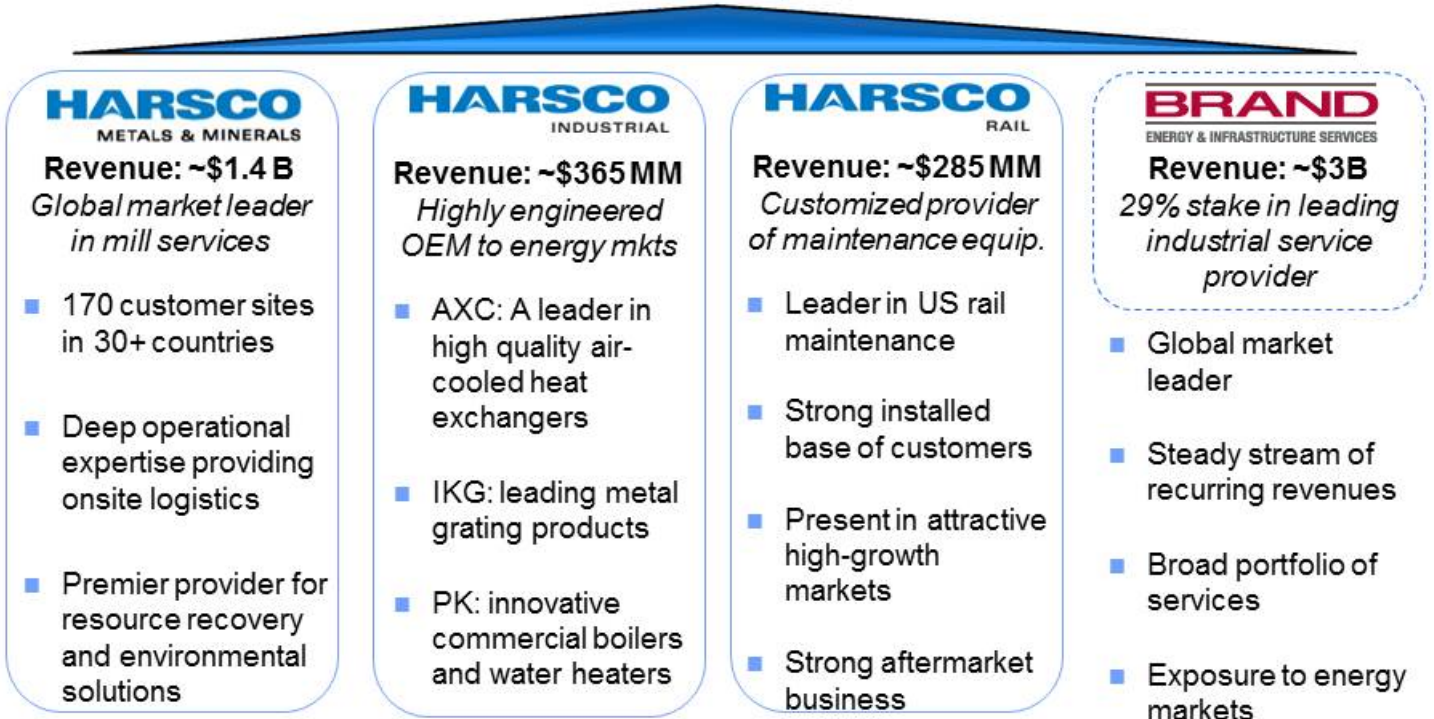 HARSCO
METALS & MINERALS
Revenue: ~$1.4 B
Global market leader
in mill services
170 customer sites
in 30+ countries
Deep operational
expertise providing
onsite logistics
Premier provider for
resource recovery
and environmental
solutions
HARSCO
INDUSTRIAL
Revenue: ~$365 MM
Highly engineered
OEM to energy mkts
AXC: A leader in
high quality air-
cooled heat
exchangers
IKG: leading metal
grating products
PK: innovative
commercial boilers
and water heaters
HARSCO
RAIL
Revenue: ~$285 MM
Customized provider
of maintenance equip.
Leader in US rail
maintenance
Strong installed
base of customers
Present in attractive
high-growth
markets
Strong aftermarket
business
BRAND
ENERGY & INFRASTRUCTURE SERVICES
Revenue: ~$3B
29% stake in leading
industrial service
provider
Global market
leader
Steady stream of
recurring revenues
Broad portfolio of
services
Exposure to energy
markets